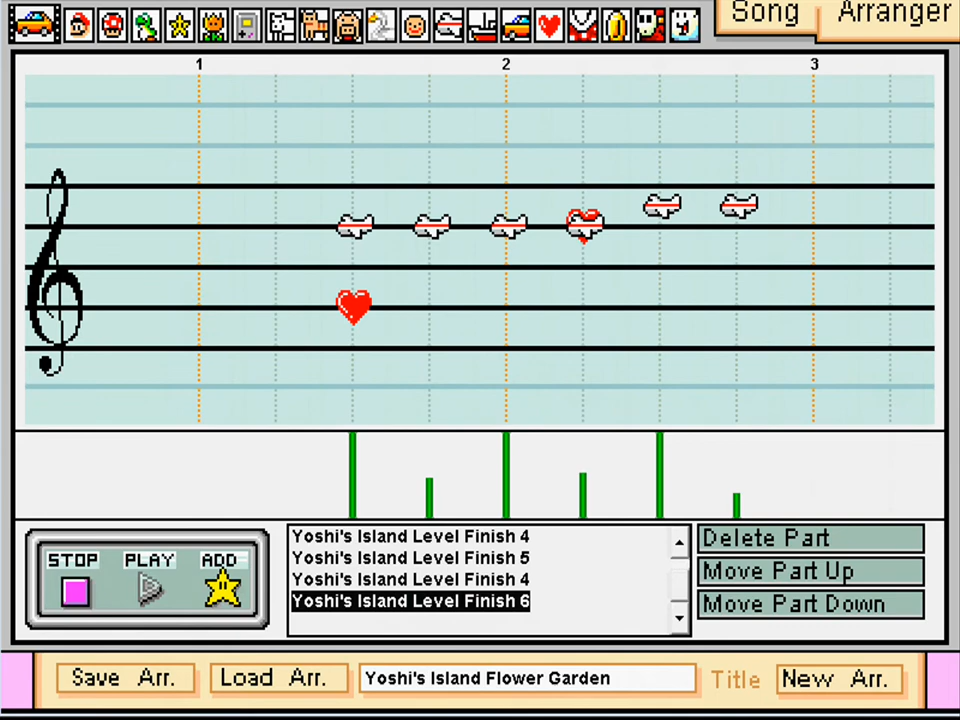 Song Arranger
1 2 3
STOP PLAY ADD
Yoshi's Island Level Finish 4
Yoshi's Island Level Finish 5
Yoshi's Island Level Finish 4
Yoshi's Island Level Finish 6
Delete Part
Move Part Up
Move Part Down
Save Arr. Load Arr. Yoshi's Island Flower Garden Title New Arr.